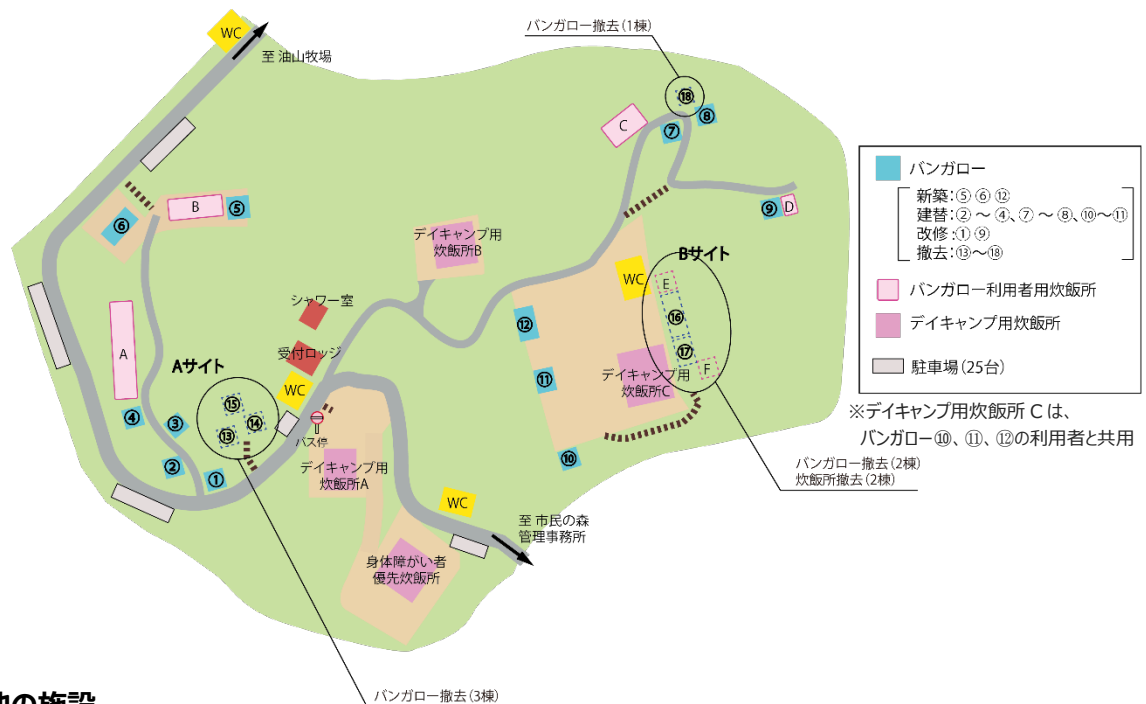 バンガロー撤去(1棟)
WC
至 油山牧場
⑱
C
⑦
⑧
⑨
D
B
⑤
⑥
デイキャンプ用
炊飯所B
Bサイト
WC
E
⑯
⑰
F
シャワー室
受付ロッジ
WC
A
Aサイト
⑮
⑭
⑬
④
③
②
①
バス停
⑫
⑪
⑩
デイキャンプ用
炊飯所C
デイキャンプ用
炊飯所A
WC
至 市民の森
管理事務所
身体障がい者
優先炊飯所
バンガロー
新築:⑤ ⑥ ⑫
建替:② ~ ④、⑦ ~ ⑧、⑩~⑪
改修:① ⑨
撤去:⑬~⑱
バンガロー利用者用炊飯所
デイキャンプ用炊飯所
駐車場(25台)
※デイキャンプ用炊飯所 C は、
バンガロー⑩、⑪、⑫の利用者と共用
バンガロー撤去(2棟)
炊飯所撤去(2棟)
バンガロー撤去(3棟)
の施設